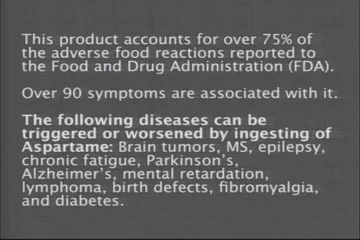 This product accounts for over 75% of
the adverse food reactions reported to
the Food and Drug Administration (FDA).
Over 90 symptoms are associated with it.
The following diseases can be
triggered or worsened by ingesting of
Aspartame: Brain tumors, MS, epilepsy,
chronic fatigue, Parkinson's,
Alzheimer's, mental retardation,
lymphoma, birth defects, fibromyalgia,
and diabetes.